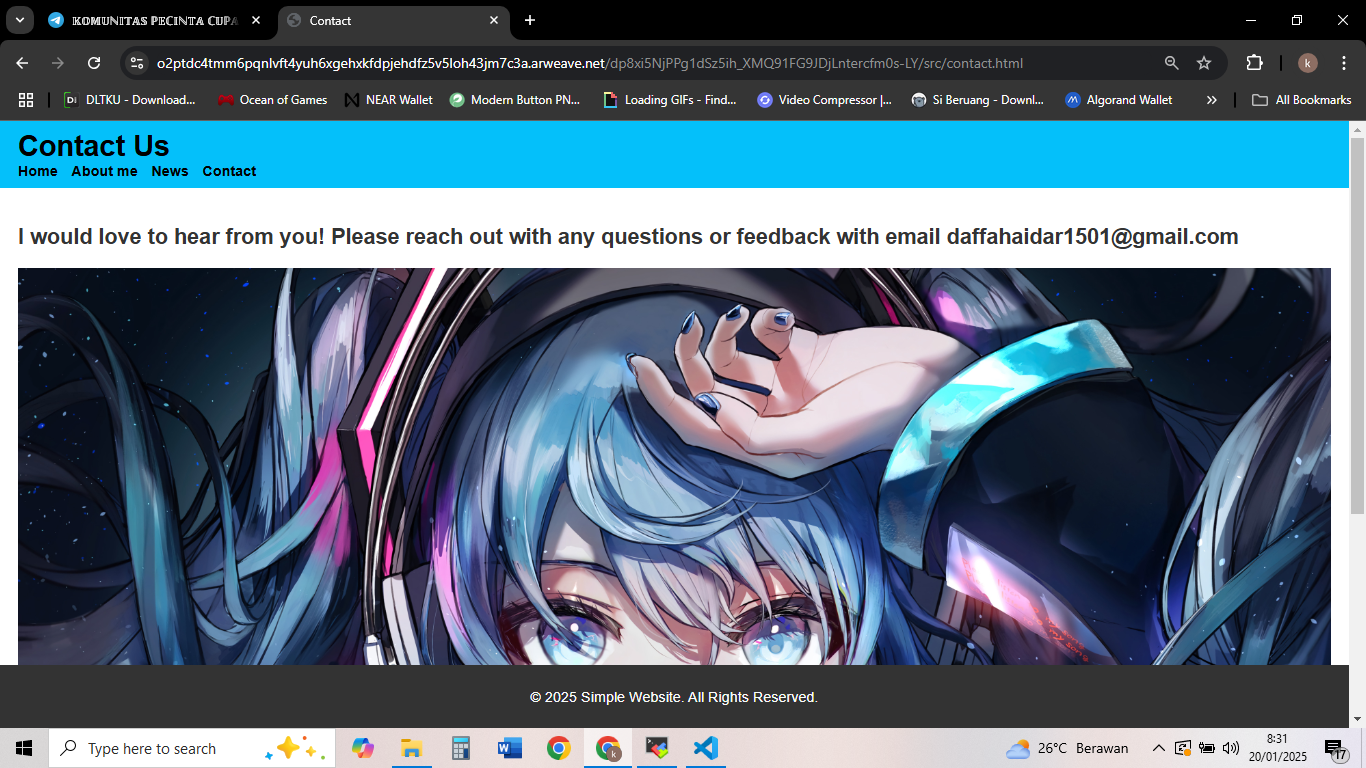 𝕂𝕆𝕄𝕌ℕ𝕀𝕋𝔸𝕊 ℙ𝔼ℂ𝕀ℕ𝕋𝔸 ℂ𝕌ℙ𝔸
Contact
o2ptdc4tmm6pqnlvft4yuh6xgehxkfdpjehdfz5v5loh43jm7c3a.arweave.net/dp8xi5NjPPg1dSz5ih_XMQ91FG9JDjLntercfm0s-LY/src/contact.html
k
DLTKU - Download...
Ocean of Games
NEAR Wallet
Modern Button PN...
Loading GIFs - Find...
Video Compressor |...
Si Beruang - Downl...
Algorand Wallet
All Bookmarks
Contact Us
Home About me News Contact
I would love to hear from you! Please reach out with any questions or feedback with email daffahaidar1501@gmail.com
© 2025 Simple Website. All Rights Reserved.
Type here to search
26°C Berawan
8:31
20/01/2025
17